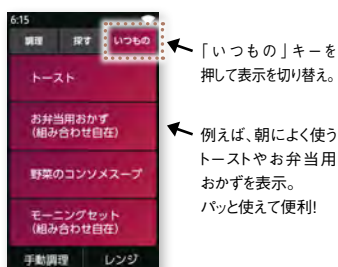 6:15
調理 探す いつもの
トースト
お弁当用おかず
(組み合わせ自在)
野菜のコンソメスープ
モーニングセット
(組み合わせ自在)
手動調理 レンジ
「いつもの」キーを
押して表示を切り替え。
例えば、朝によく使う
トーストやお弁当用
おかずを表示。
パッと使えて便利!